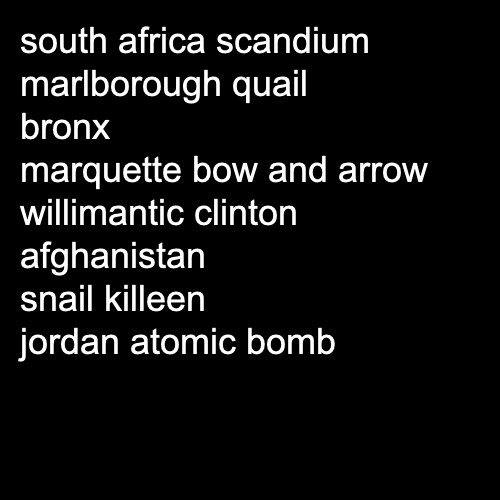 south africa scandium
marlborough quail
bronx
marquette bow and arrow
willimantic clinton
afghanistan
snail killeen
jordan atomic bomb